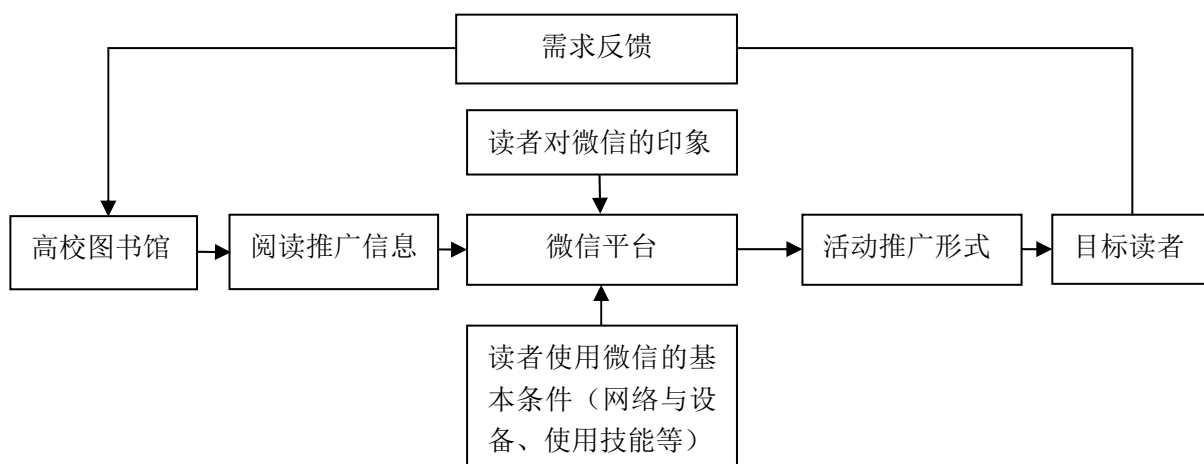 需求反馈
读者对微信的印象
高校图书馆
阅读推广信息
微信平台
活动推广形式
目标读者
读者使用微信的基
本条件（网络与设
备、使用技能等）